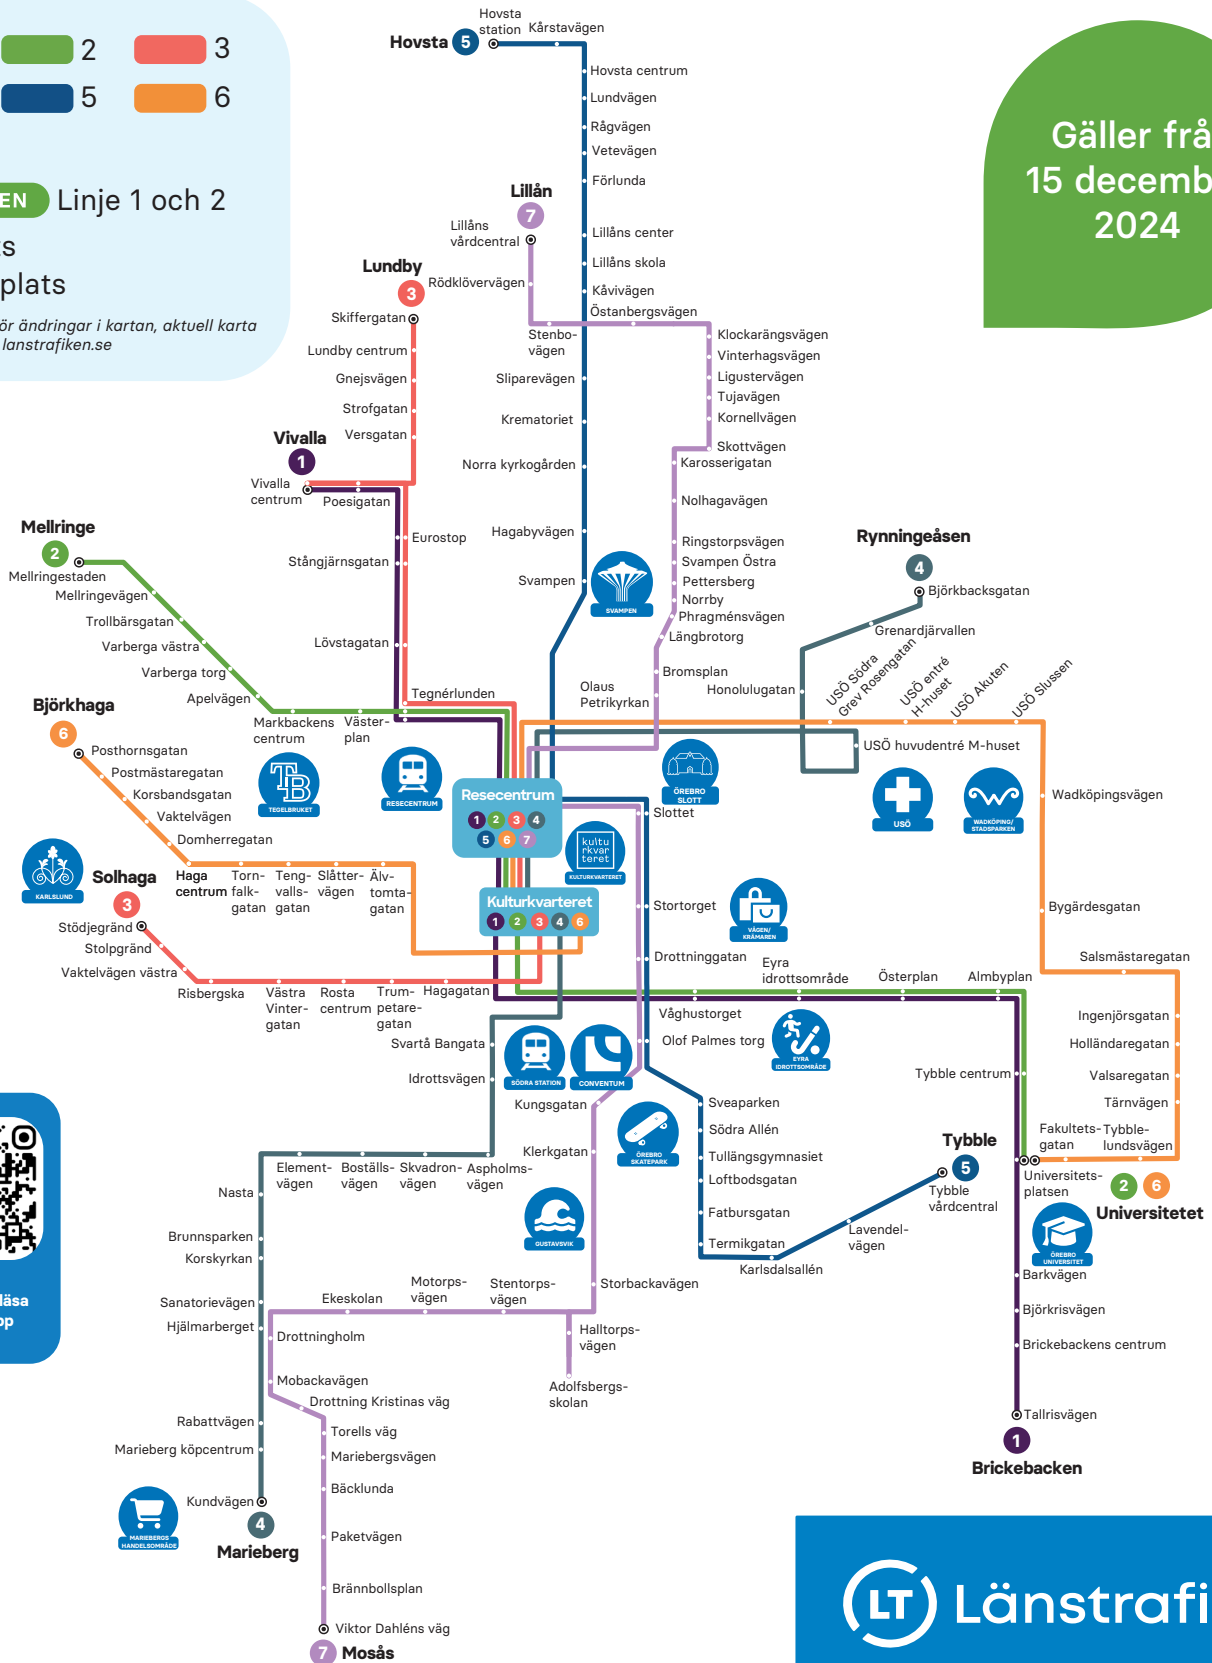 2
3
5
6
EN
Linje 1 och 2
s
plats
ör ändringar i kartan, aktuell karta
lanstrafiken.se
Gäller frå
15 decemb
2024
Hovsta 5
Hovsta
station
Kårstavägen
Hovsta centrum
Lundvägen
Rågvägen
Vetevägen
Förlunda
Lillåns center
Lillåns skola
Kåvivägen
Östanbergsvägen
Lillån
7
Lillåns
vårdcentral
Rödklövervägen
Stenbo-
vägen
Sliparevägen
Krematoriet
Norra kyrkogården
Hagabyvägen
Svampen
SVAMPEN
Klockarängsvägen
Vinterhagsvägen
Ligustervägen
Tujavägen
Kornellvägen
Skottvägen
Karosserigatan
Nolhagavägen
Ringstorpsvägen
Svampen Östra
Pettersberg
Norrby
Phragménsvägen
Längbrotorg
Bromsplan
Olaus
Petrikyrkan
Lundby
3
Skiffergatan
Lundby centrum
Gnejsvägen
Strofgatan
Versgatan
Vivalla
1
Vivalla
centrum
Poesigatan
Eurostop
Stångjärnsgatan
Lövstagatan
Tegnérlunden
Mellringe
2
Mellringestaden
Mellringevägen
Trollbärsgatan
Varberga västra
Varberga torg
Apelvägen
Markbackens
centrum
Väster-
plan
Björkhaga
6
Posthornsgatan
Postmästaregatan
Korsbandsgatan
Vaktelvägen
Domherregatan
Haga
centrum
Torn-
falk-
gatan
Teng-
valls-
gatan
Slåtter-
vägen
Älv-
tomta-
gatan
TB
TEGELBRUKET
RESECENTRUM
KARLSLUND
Solhaga
3
Stödjegränd
Stolpgränd
Vaktelvägen västra
Risbergska
Västra
Vinter-
gatan
Rosta
centrum
Trum-
petare-
gatan
Hagagatan
Resecentrum
1 2 3 4
5 6 7
Kulturkvarteret
1 2 3 4 6
kultu
rkvar
teret
KULTURKVARTERET
ÖREBRO
SLOTT
Rynningeåsen
4
Björkbacksgatan
Grenardjärvallen
Honolulugatan
USÖ Södra
Grev Rosengatan
USÖ entré
H-huset
USÖ Akuten
USÖ Slussen
USÖ huvudentré M-huset
USÖ
WADKÖPING/
STADSPARKEN
Wadköpingsvägen
Bygärdesgatan
Salsmästaregatan
Ingenjörsgatan
Holländaregatan
Valsaregatan
Tärnvägen
Tybble-
lundsvägen
Fakultets-
gatan
Universitets-
platsen
2 6
Universitetet
ÖREBRO
UNIVERSITET
Slottet
Stortorget
Drottninggatan
VÅGEN/
KRÄMAREN
Eyra
idrottsområde
Österplan
Almbyplan
Våghustorget
Olof Palmes torg
EYRA
IDROTTSOMRÅDE
Tybble centrum
Svartå Bangata
Idrottsvägen
SÖDRA STATION
CONVENTUM
Kungsgatan
Klerkgatan
ÖREBRO
SKATEPARK
GUSTAVSVIK
Sveaparken
Södra Allén
Tullängsgymnasiet
Loftbodsgatan
Fatbursgatan
Termikgatan
Karlsdalsallén
Lavendel-
vägen
Tybble
5
Tybble
vårdcentral
Barkvägen
Björkrisvägen
Brickebackens centrum
Tallrisvägen
1
Brickebacken
Element-
vägen
Boställs-
vägen
Skvadron-
vägen
Aspholms-
vägen
Nasta
Brunnsparken
Korskyrkan
Sanatorievägen
Hjälmarberget
Rabattvägen
Marieberg köpcentrum
Kundvägen
4
Marieberg
MARIEBERGS
HANDELSOMRÅDE
Storbackavägen
Stentorps-
vägen
Motorps-
vägen
Ekeskolan
Halltorps-
vägen
Adolfsbergs-
skolan
Drottningholm
Mobackavägen
Drottning Kristinas väg
Torells väg
Mariebergsvägen
Bäcklunda
Paketvägen
Brännbollsplan
Viktor Dahléns väg
7 Mosås
läsa
pp
LT Länstrafi